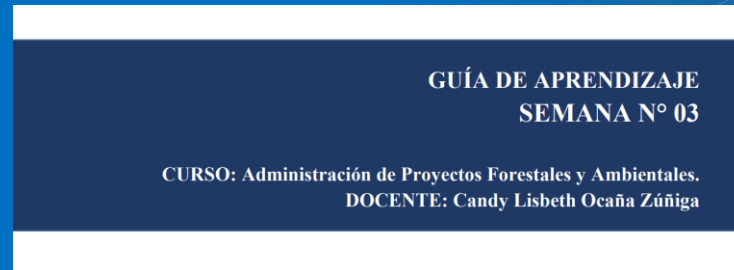 GUÍA DE APRENDIZAJE
SEMANA N° 03
CURSO: Administración de Proyectos Forestales y Ambientales.
DOCENTE: Candy Lisbeth Ocaña Zúñiga